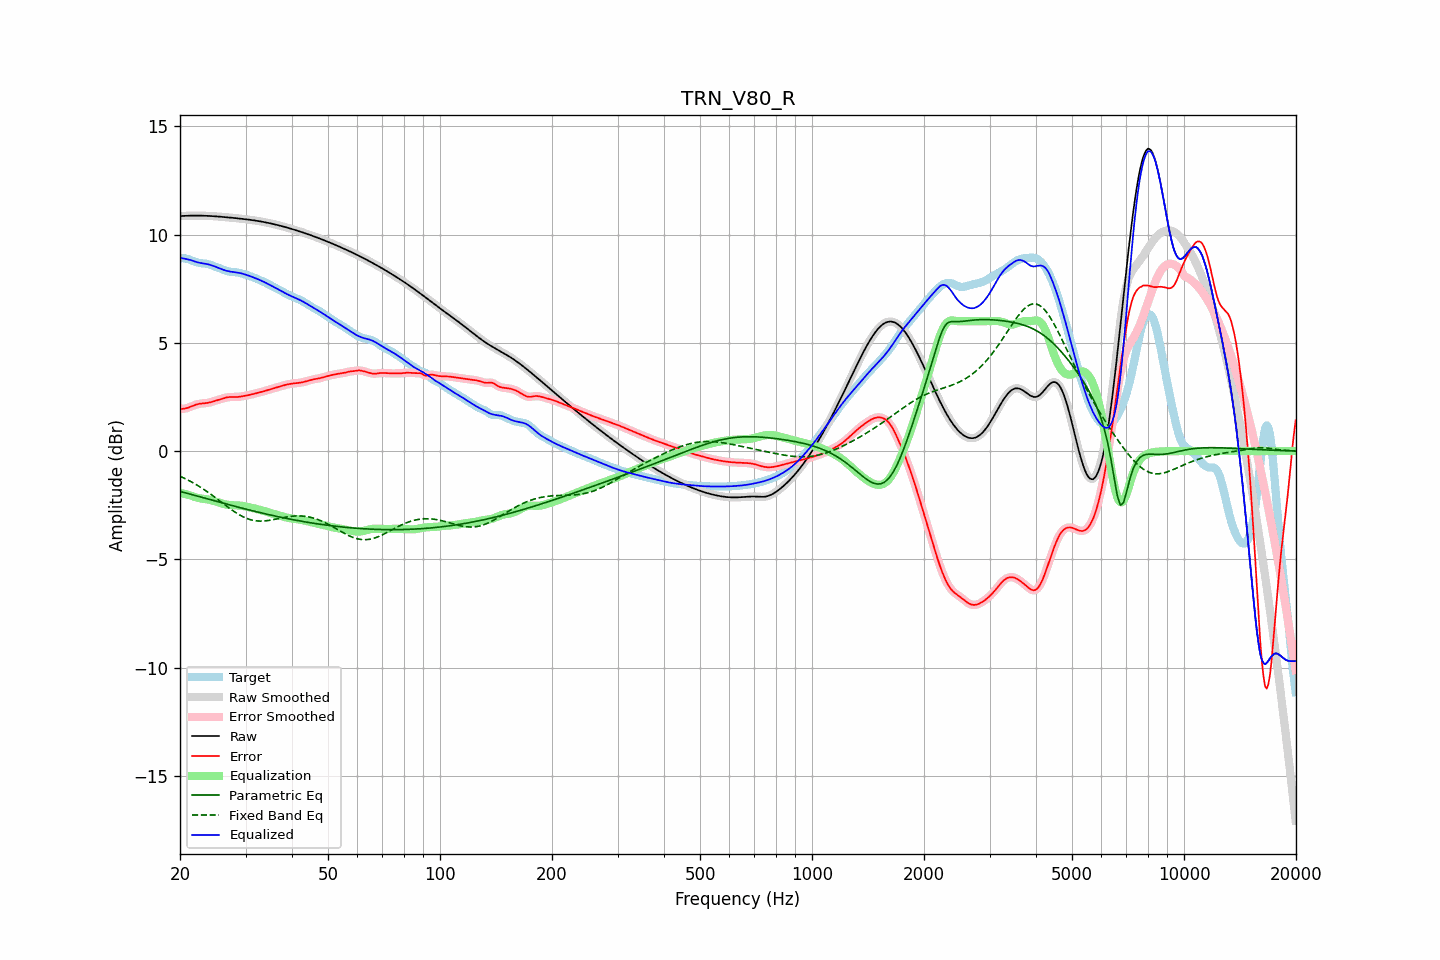 TRN_V80_R
Amplitude (dBr)
15
10
5
0
−5
−10
−15
Target
Raw Smoothed
Error Smoothed
Raw
Error
Equalization
Parametric Eq
Fixed Band Eq
Equalized
20 50 100 200 500 1000 2000 5000 10000 20000
Frequency (Hz)